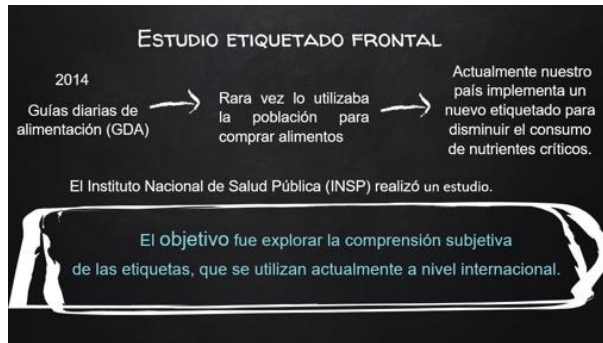 ESTUDIO ETIQUETADO FRONTAL
2014
Guías diarias de
alimentación (GDA)
Rara vez lo utilizaba
la población para
comprar alimentos
Actualmente nuestro
país implementa un
nuevo etiquetado para
disminuir el consumo
de nutrientes críticos.
El Instituto Nacional de Salud Pública (INSP) realizó un estudio.
El objetivo fue explorar la comprensión subjetiva
de las etiquetas, que se utilizan actualmente a nivel internacional.